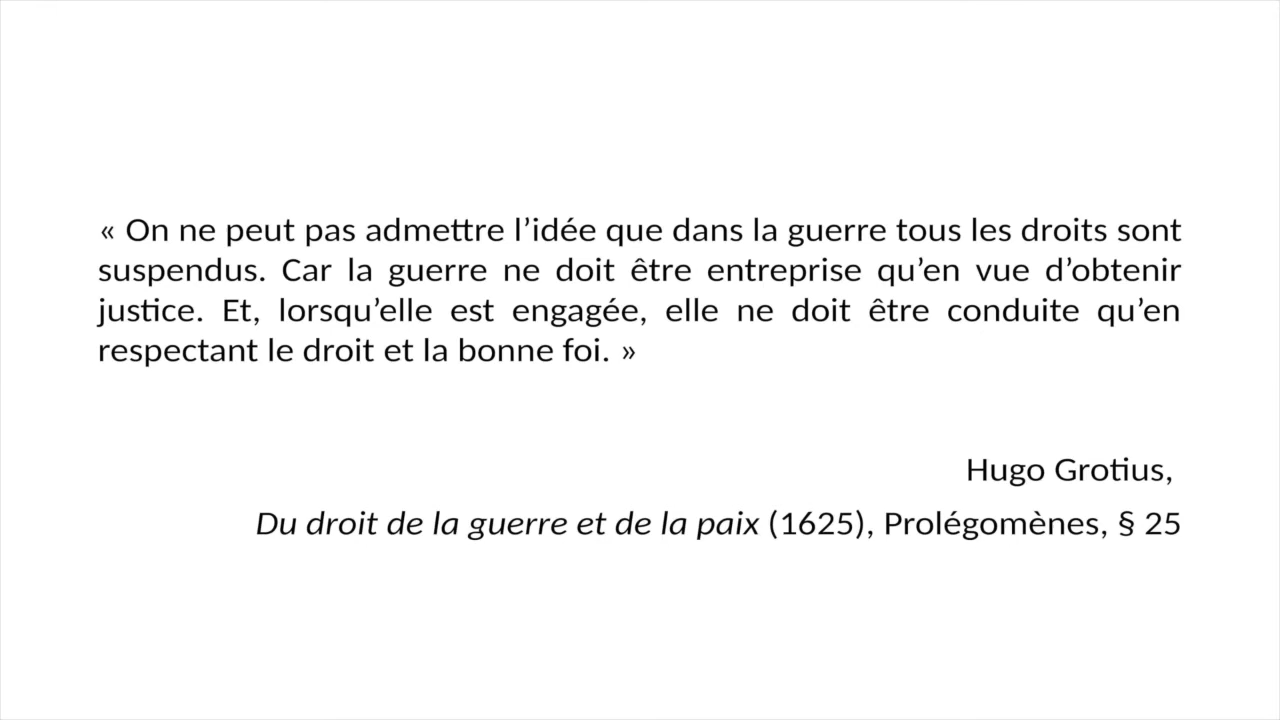 « On ne peut pas admettre l’idée que dans la guerre tous les droits sont
suspendus. Car la guerre ne doit être entreprise qu’en vue d’obtenir
justice. Et, lorsqu’elle est engagée, elle ne doit être conduite qu’en
respectant le droit et la bonne foi. »
Hugo Grotius,
Du droit de la guerre et de la paix (1625), Prolégomènes, § 25